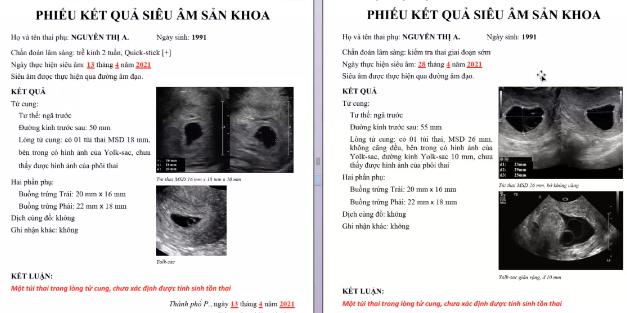 PHIẾU KẾT QUẢ SIÊU ÂM SẢN KHOA
Họ và tên thai phụ: NGUYỄN THỊ A. Ngày sinh: 1991
Chẩn đoán lâm sàng: trễ kinh 2 tuần, Quick-stick [+]
Ngày thực hiện siêu âm: 13 tháng 4 năm 2021
Siêu âm được thực hiện qua đường âm đạo.
KẾT QUẢ
Tử cung:
Tư thế: ngã trước
Đường kính trước sau: 50 mm
Lòng tử cung: có 01 túi thai MSD 18 mm,
bên trong có hình ảnh của Yolk-sac, chưa
thấy được hình ảnh của phôi thai
Hai phần phụ:
Buồng trứng Trái: 20 mm x 16 mm
Buồng trứng Phải: 22 mm x 18 mm
Dịch cùng đồ: không
Ghi nhận khác: không
Túi thai MSD 16 mm x 18 mm x 20 mm
Yolk-sac
KẾT LUẬN:
Một túi thai trong lòng tử cung, chưa xác định được tính sinh tồn thai
Thành phố P., ngày 13 tháng 4 năm 2021
PHIẾU KẾT QUẢ SIÊU ÂM SẢN KHOA
Họ và tên thai phụ: NGUYỄN THỊ A. Ngày sinh: 1991
Chẩn đoán lâm sàng: kiểm tra thai giai đoạn sớm
Ngày thực hiện siêu âm: 28 tháng 4 năm 2021
Siêu âm được thực hiện qua đường âm đạo.
KẾT QUẢ
Tử cung:
Tư thế: ngã trước
Đường kính trước sau: 55 mm
Lòng tử cung: có 01 túi thai, MSD 26 mm,
không căng đều, bên trong có hình ảnh của
Yolk-sac, đường kính Yolk-sac 10 mm, chưa
thấy được hình ảnh của phôi thai
Hai phần phụ:
Buồng trứng Trái: 20 mm x 16 mm
Buồng trứng Phải: 22 mm x 18 mm
Dịch cùng đồ: không
Ghi nhận khác: không
Túi thai MSD 26 mm, bờ không căng
Yolk-sac giãn rộng, d 10 mm
KẾT LUẬN:
Một túi thai trong lòng tử cung, chưa xác định được tính sinh tồn thai